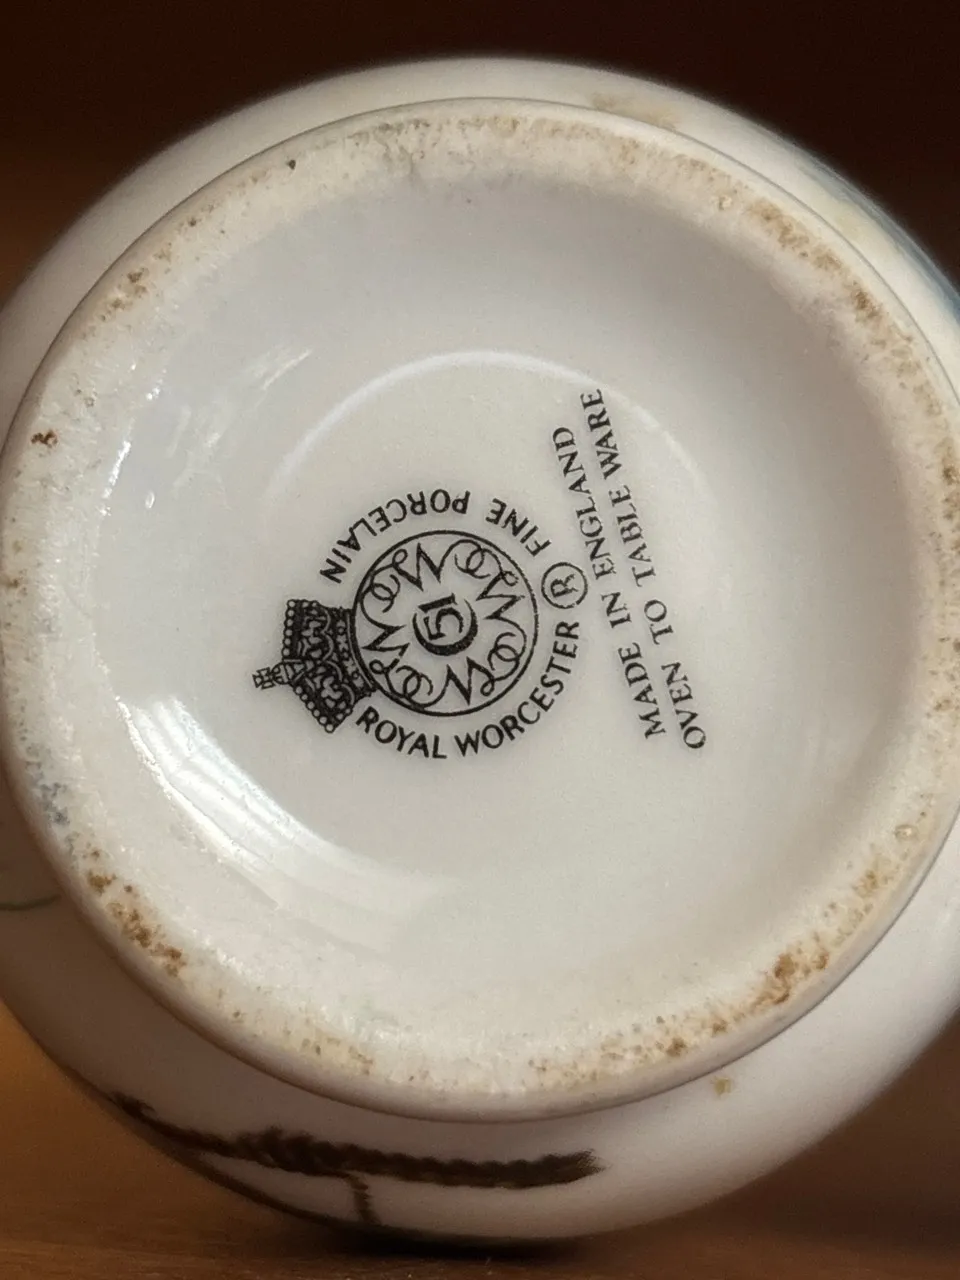 FINE PORCELAIN
51
ROYAL WORCESTER ®
MADE IN ENGLAND
OVEN TO TABLE WARE